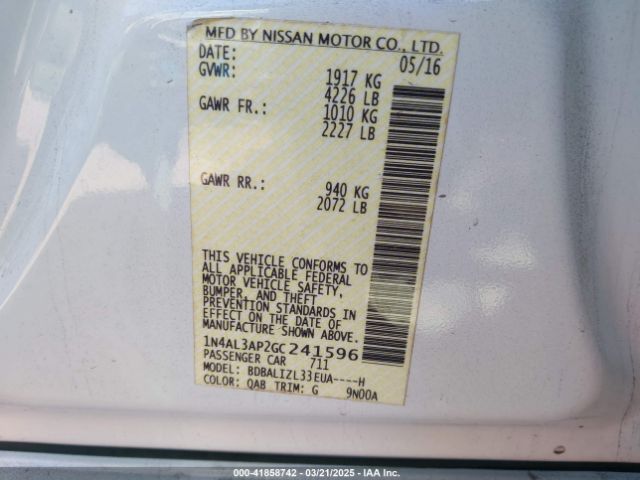 MFD BY NISSAN MOTOR CO., LTD.
DATE: 05/16
GVWR: 1917 KG
4226 LB
GAWR FR.: 1010 KG
2227 LB
GAWR RR.: 940 KG
2072 LB
THIS VEHICLE CONFORMS TO
ALL APPLICABLE FEDERAL
MOTOR VEHICLE SAFETY,
BUMPER, AND THEFT
PREVENTION STANDARDS IN
EFFECT ON THE DATE OF
MANUFACTURE SHOWN ABOVE.
1N4AL3AP2GC241596
PASSENGER CAR 711
MODEL: BDBALIZL33EUA----H
COLOR: QAB TRIM: G 9N00A
000-41858742 / 03/21/2025 / IAA Inc.